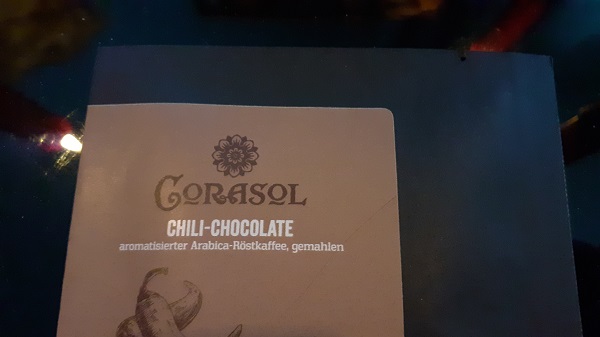 CORASOL
CHILI-CHOCOLATE
aromatisierter Arabica-Röstkaffee, gemahlen